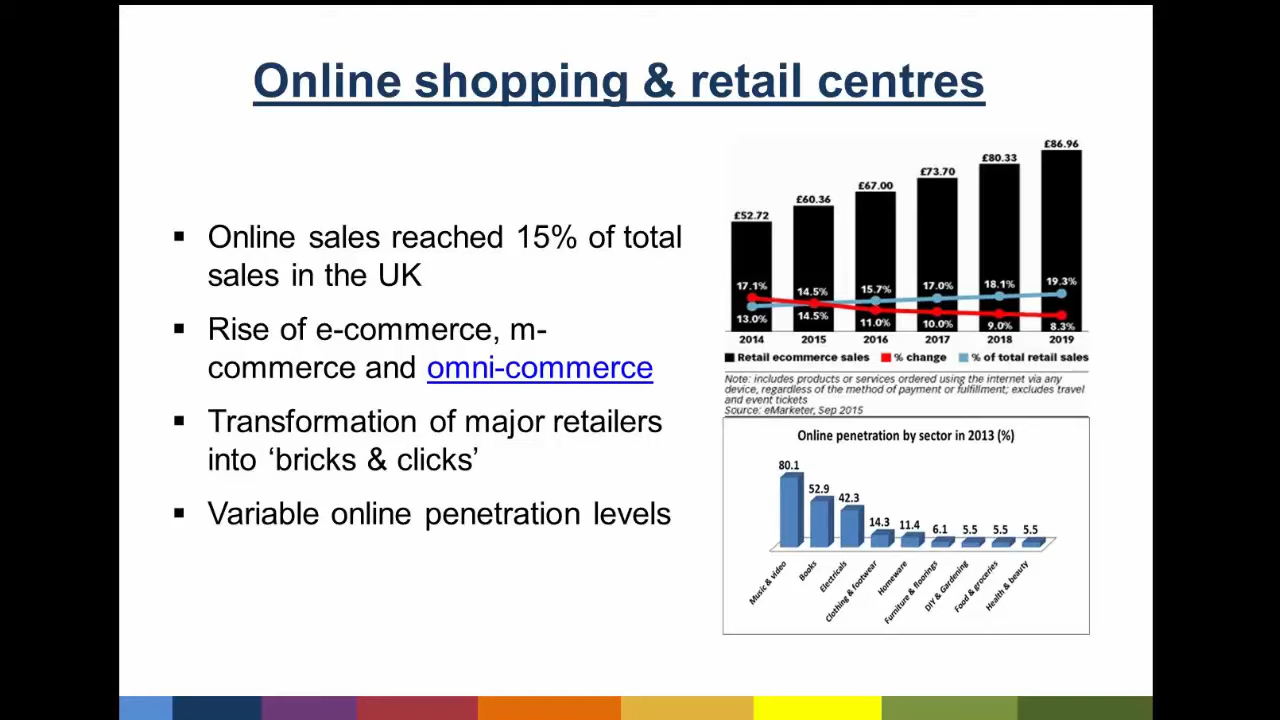 Online shopping & retail centres
▪ Online sales reached 15% of total
sales in the UK
▪ Rise of e-commerce, m-
commerce and omni-commerce
▪ Transformation of major retailers
into ‘bricks & clicks’
▪ Variable online penetration levels
£52.72
£60.36
£67.00
£73.70
£80.33
£86.96
17.1% 14.5% 15.7% 17.0% 18.1% 19.3%
13.0% 14.5% 11.0% 10.0% 9.0% 8.3%
2014 2015 2016 2017 2018 2019
Retail ecommerce sales % change % of total retail sales
Note: includes products or services ordered using the internet via any
device, regardless of the method of payment or fulfillment; excludes travel
and event tickets
Source: eMarketer, Sep 2015
Online penetration by sector in 2013 (%)
80.1
52.9
42.3
14.3
11.4
6.1
5.5
5.5
5.5
Music & video
Books
Electricals
Clothing & footwear
Homeware
Furniture & floorings
DIY & Gardening
Food & groceries
Health & beauty